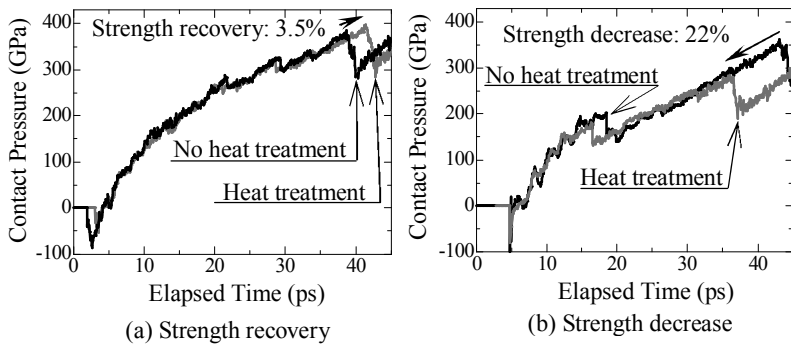 Strength recovery: 3.5%
No heat treatment
Heat treatment
Contact Pressure (GPa)
400
300
200
100
0
-100
0
10
20
30
40
Elapsed Time (ps)
(a) Strength recovery
Strength decrease: 22%
No heat treatment
Heat treatment
Contact Pressure (GPa)
400
300
200
100
0
-100
0
10
20
30
40
Elapsed Time (ps)
(b) Strength decrease